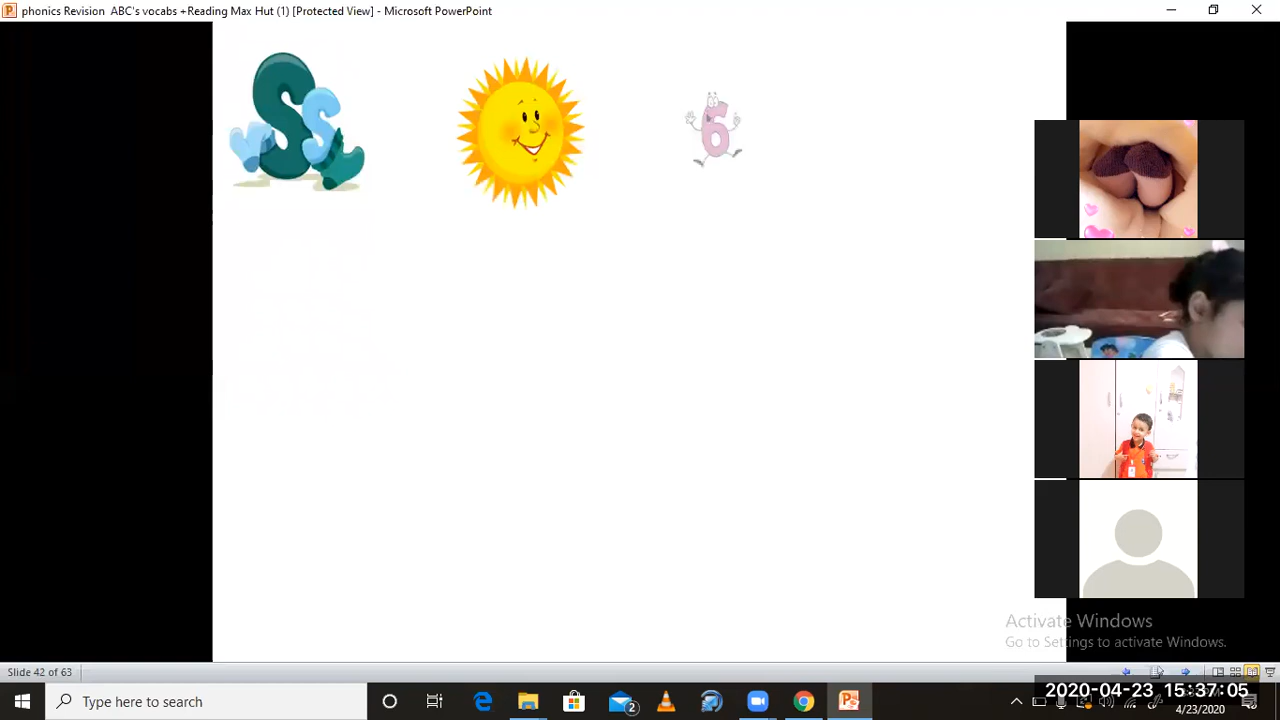 phonics Revision ABC's vocabs +Reading Max Hut (1) [Protected View] - Microsoft PowerPoint
Ss
6
Activate Windows
Go to Settings to activate Windows.
Slide 42 of 63
2020-04-23 15:37:05
Type here to search
2
4/23/2020